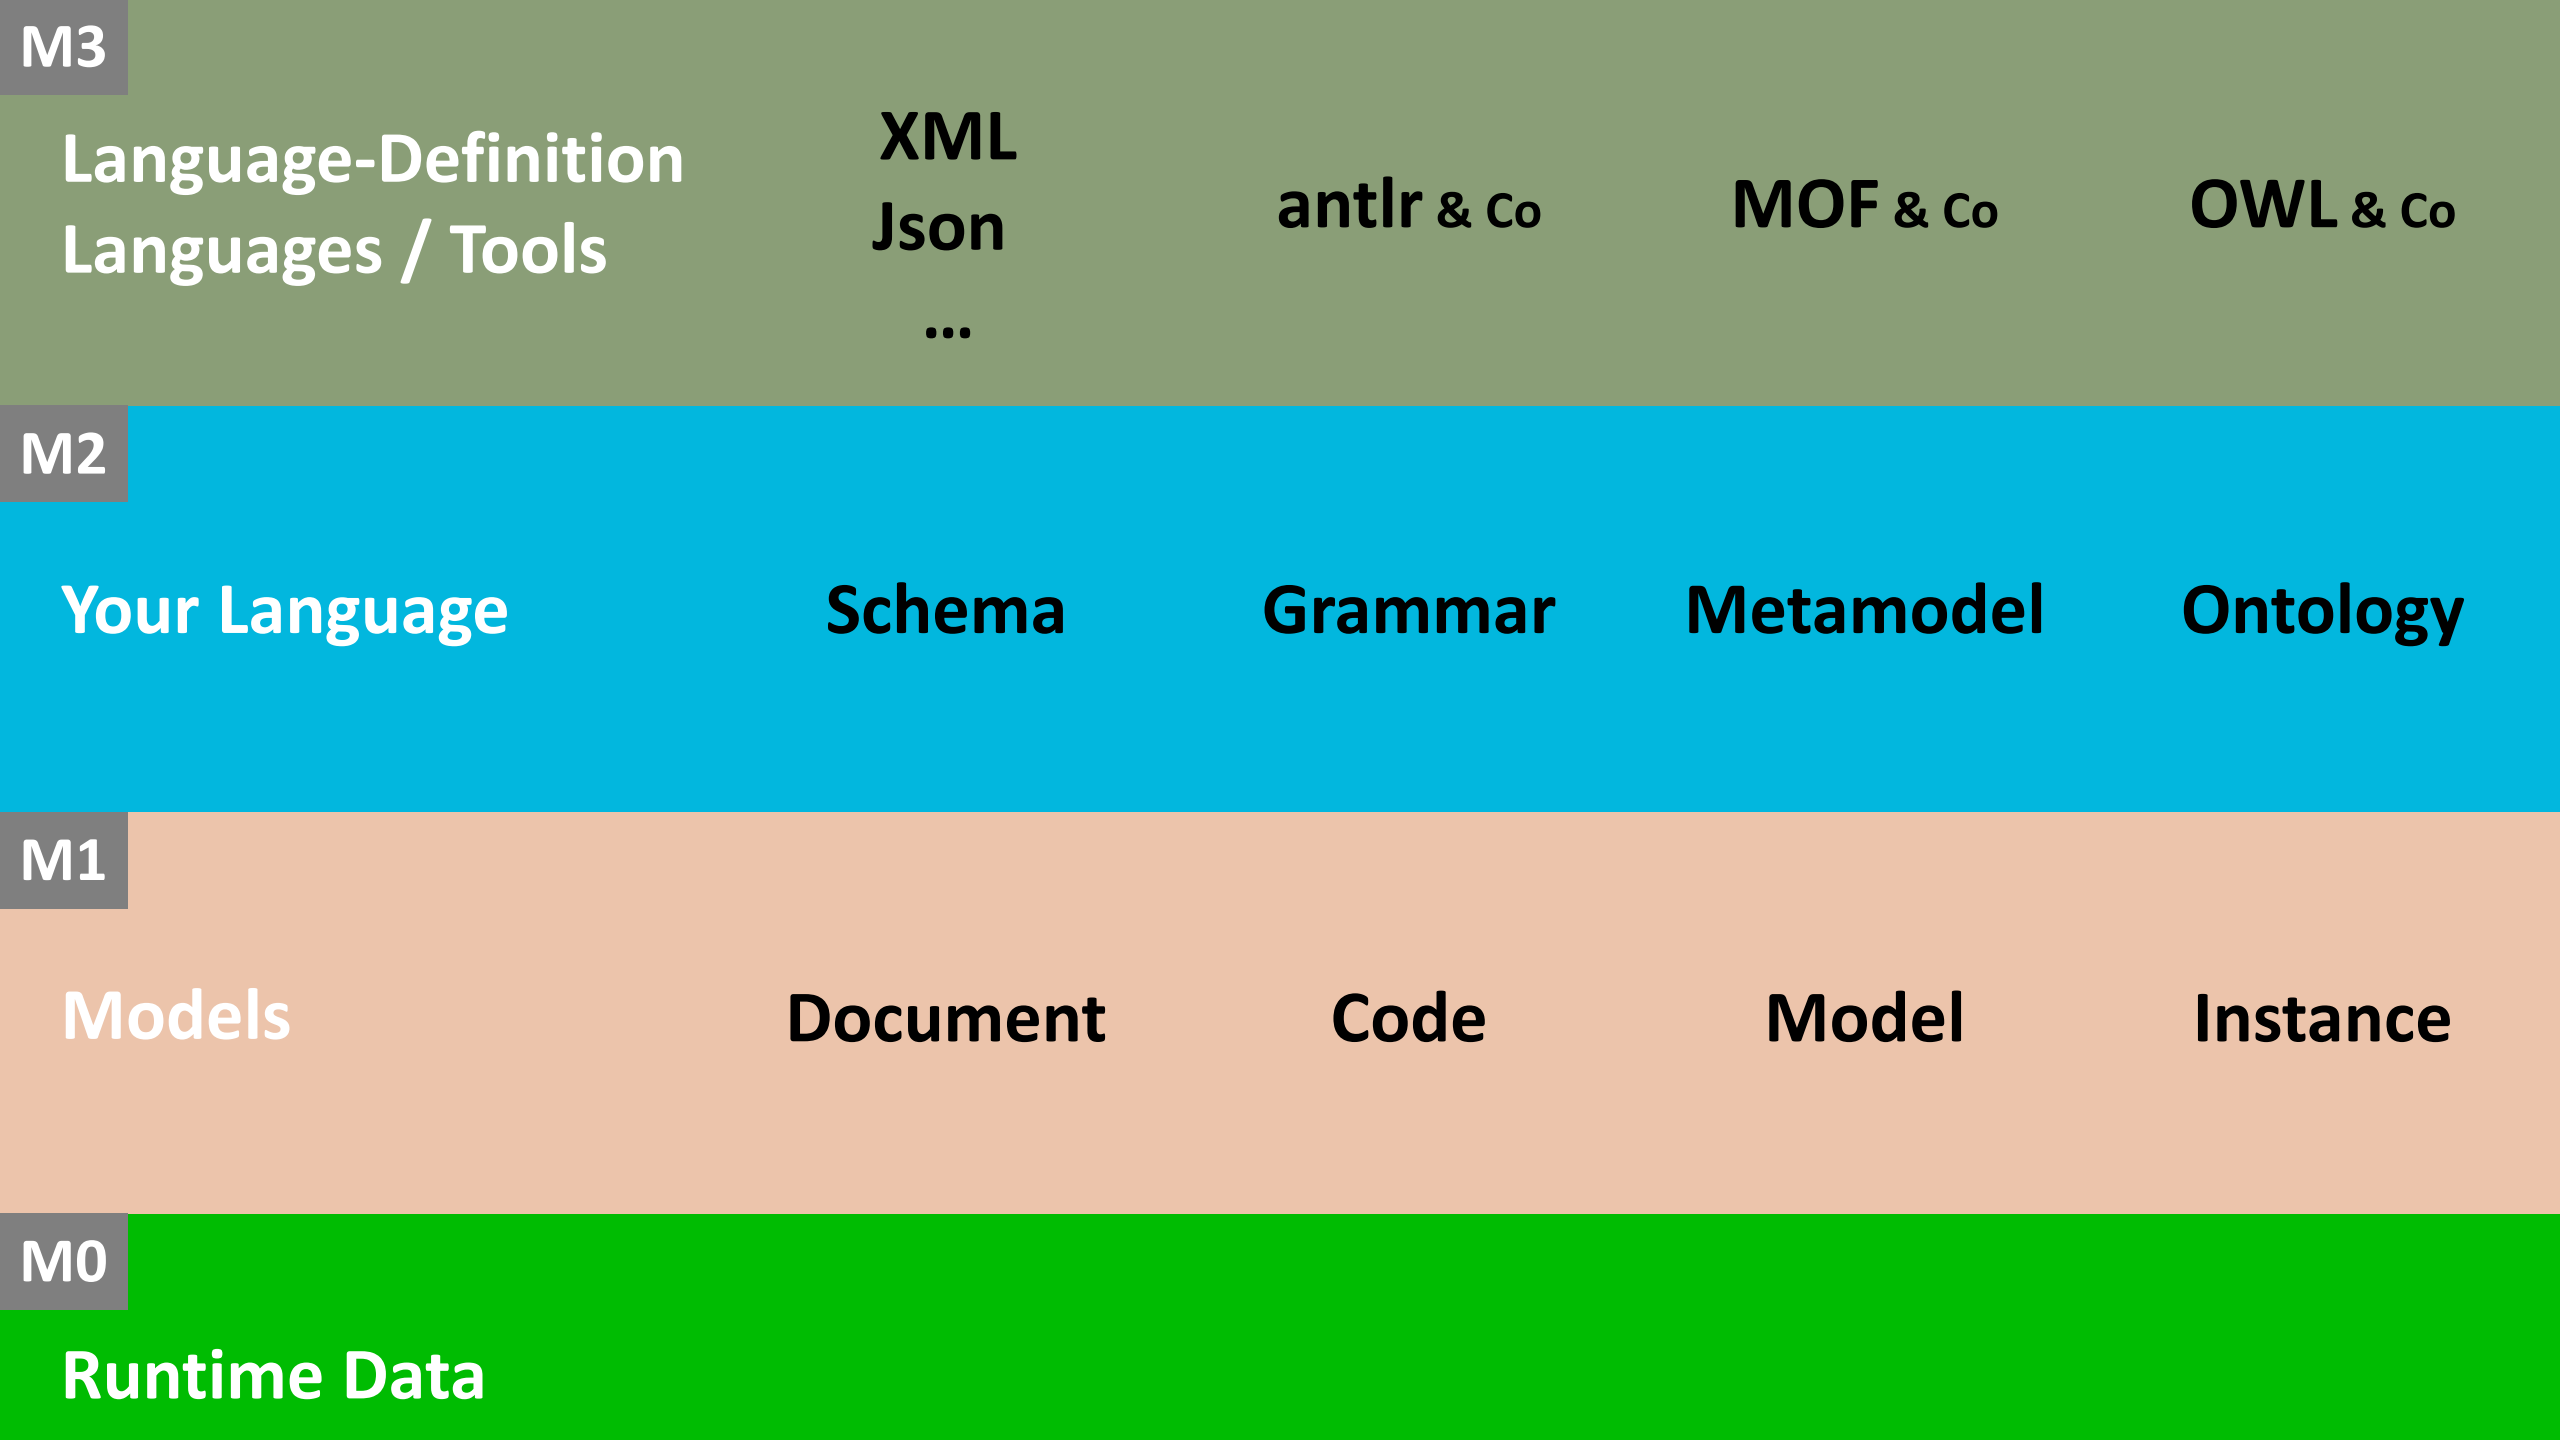 M3
Language-Definition
Languages / Tools
XML
Json
...
antlr & Co
MOF & Co
OWL & Co
M2
Your Language
Schema
Grammar
Metamodel
Ontology
M1
Models
Document
Code
Model
Instance
M0
Runtime Data